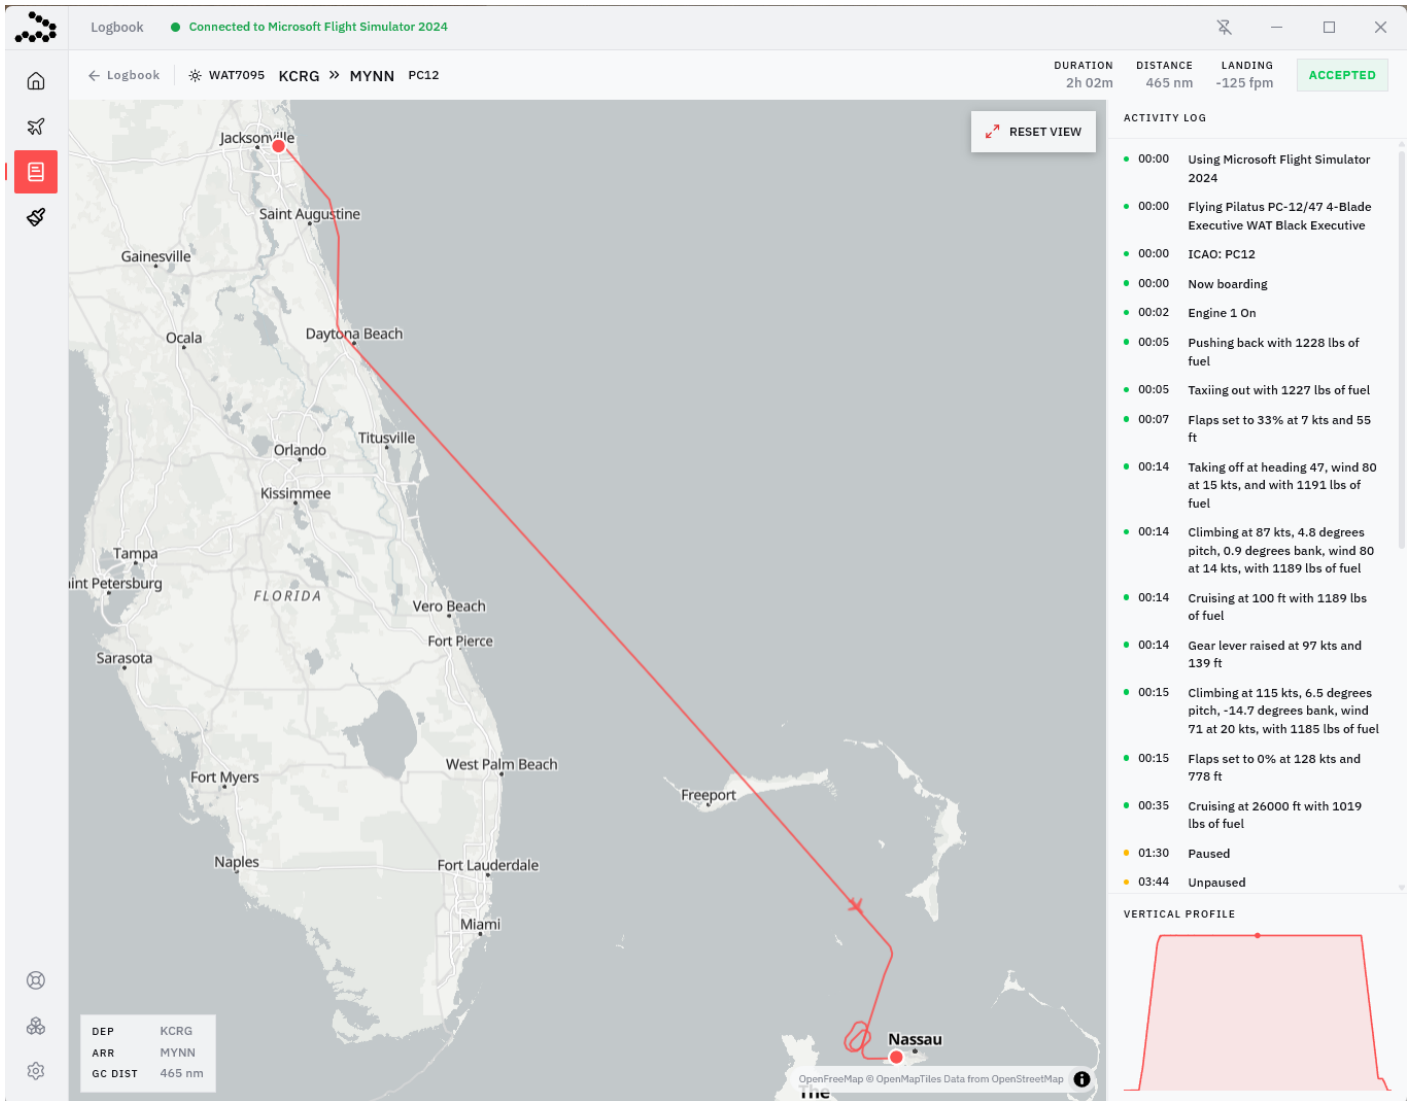 Logbook
Connected to Microsoft Flight Simulator 2024
Logbook
WAT7095
KCRG » MYNN
PC12
DURATION
2h 02m
DISTANCE
465 nm
LANDING
-125 fpm
ACCEPTED
RESET VIEW
Jacksonville
Saint Augustine
Gainesville
Daytona Beach
Ocala
Titusville
Orlando
Kissimmee
Tampa
int Petersburg
FLORIDA
Vero Beach
Fort Pierce
Sarasota
West Palm Beach
Fort Myers
Freeport
Naples
Fort Lauderdale
Miami
Nassau
The
DEP KCRG
ARR MYNN
GC DIST 465 nm
OpenFreeMap © OpenMapTiles Data from OpenStreetMap
ACTIVITY LOG
00:00 Using Microsoft Flight Simulator
2024
00:00 Flying Pilatus PC-12/47 4-Blade
Executive WAT Black Executive
00:00 ICAO: PC12
00:00 Now boarding
00:02 Engine 1 On
00:05 Pushing back with 1228 lbs of
fuel
00:05 Taxiing out with 1227 lbs of fuel
00:07 Flaps set to 33% at 7 kts and 55
ft
00:14 Taking off at heading 47, wind 80
at 15 kts, and with 1191 lbs of
fuel
00:14 Climbing at 87 kts, 4.8 degrees
pitch, 0.9 degrees bank, wind 80
at 14 kts, with 1189 lbs of fuel
00:14 Cruising at 100 ft with 1189 lbs
of fuel
00:14 Gear lever raised at 97 kts and
139 ft
00:15 Climbing at 115 kts, 6.5 degrees
pitch, -14.7 degrees bank, wind
71 at 20 kts, with 1185 lbs of fuel
00:15 Flaps set to 0% at 128 kts and
778 ft
00:35 Cruising at 26000 ft with 1019
lbs of fuel
01:30 Paused
03:44 Unpaused
VERTICAL PROFILE